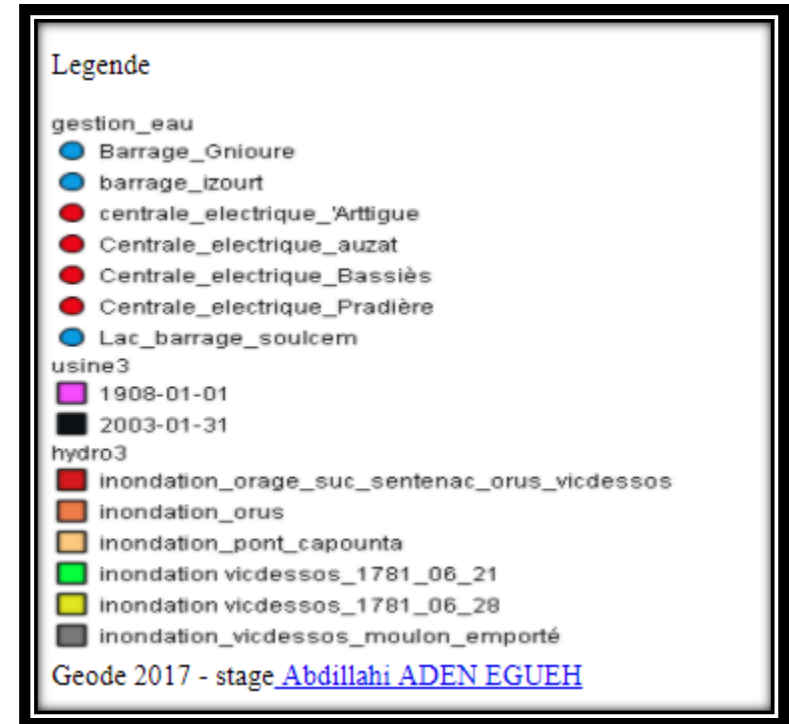 Legende
gestion_eau
Barrage_Gnioure
barrage_izourt
centrale_electrique_'Arttigue
Centrale_electrique_auzat
Centrale_electrique_Bassiès
Centrale_electrique_Pradière
Lac_barrage_soulcem
usine3
1908-01-01
2003-01-31
hydro3
inondation_orage_suc_sentenac_orus_vicdessos
inondation_orus
inondation_pont_capounta
inondation vicdessos_1781_06_21
inondation vicdessos_1781_06_28
inondation_vicdessos_moulon_emporté
Geode 2017 - stage Abdillahi ADEN EGUEH